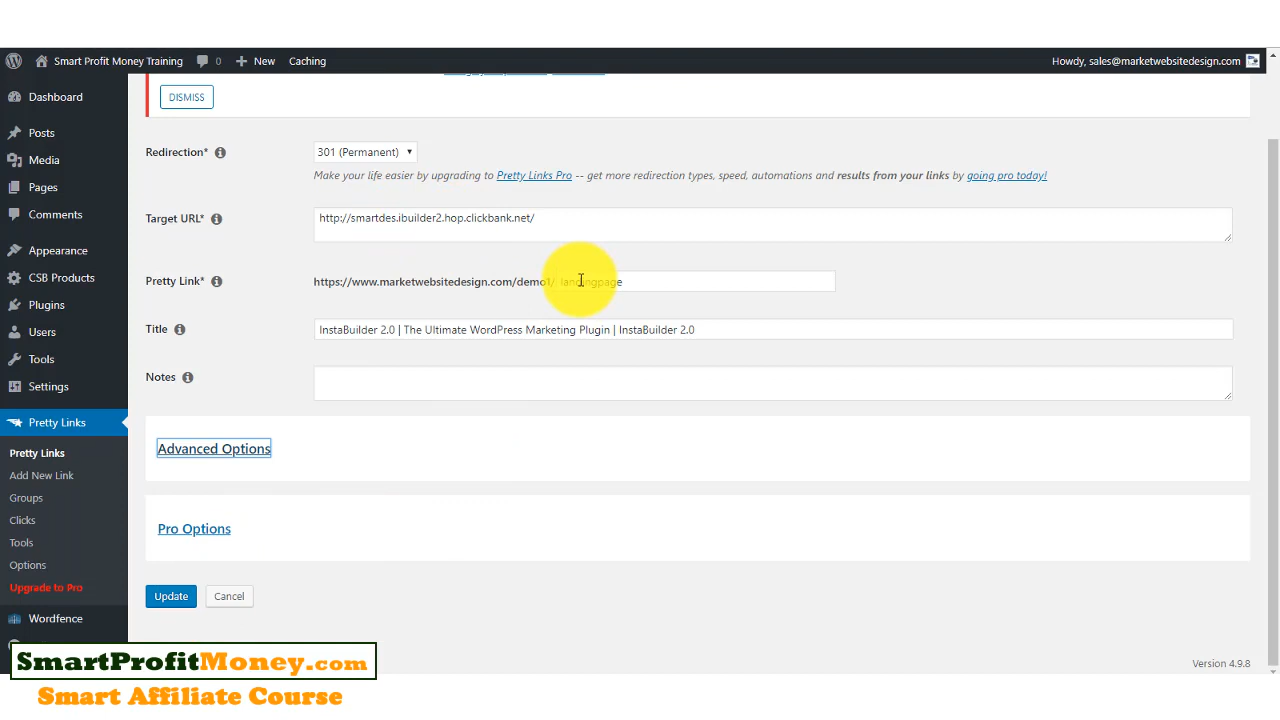 Smart Profit Money Training 0 New Caching Howdy, sales@marketwebsitedesign.com
Dashboard
Posts
Media
Pages
Comments
Appearance
CSB Products
Plugins
Users
Tools
Settings
Pretty Links
Pretty Links
Add New Link
Groups
Clicks
Tools
Options
Upgrade to Pro
Wordfence
DISMISS
Redirection* 301 (Permanent)
Make your life easier by upgrading to Pretty Links Pro -- get more redirection types, speed, automations and results from your links by going pro today!
Target URL* http://smartdes.ibuilder2.hop.clickbank.net/
Pretty Link* https://www.marketwebsitedesign.com/demo1/ landingpage
Title InstaBuilder 2.0 | The Ultimate WordPress Marketing Plugin | InstaBuilder 2.0
Notes
Advanced Options
Pro Options
Update Cancel
Version 4.9.8
SmartProfitMoney.com
Smart Affiliate Course